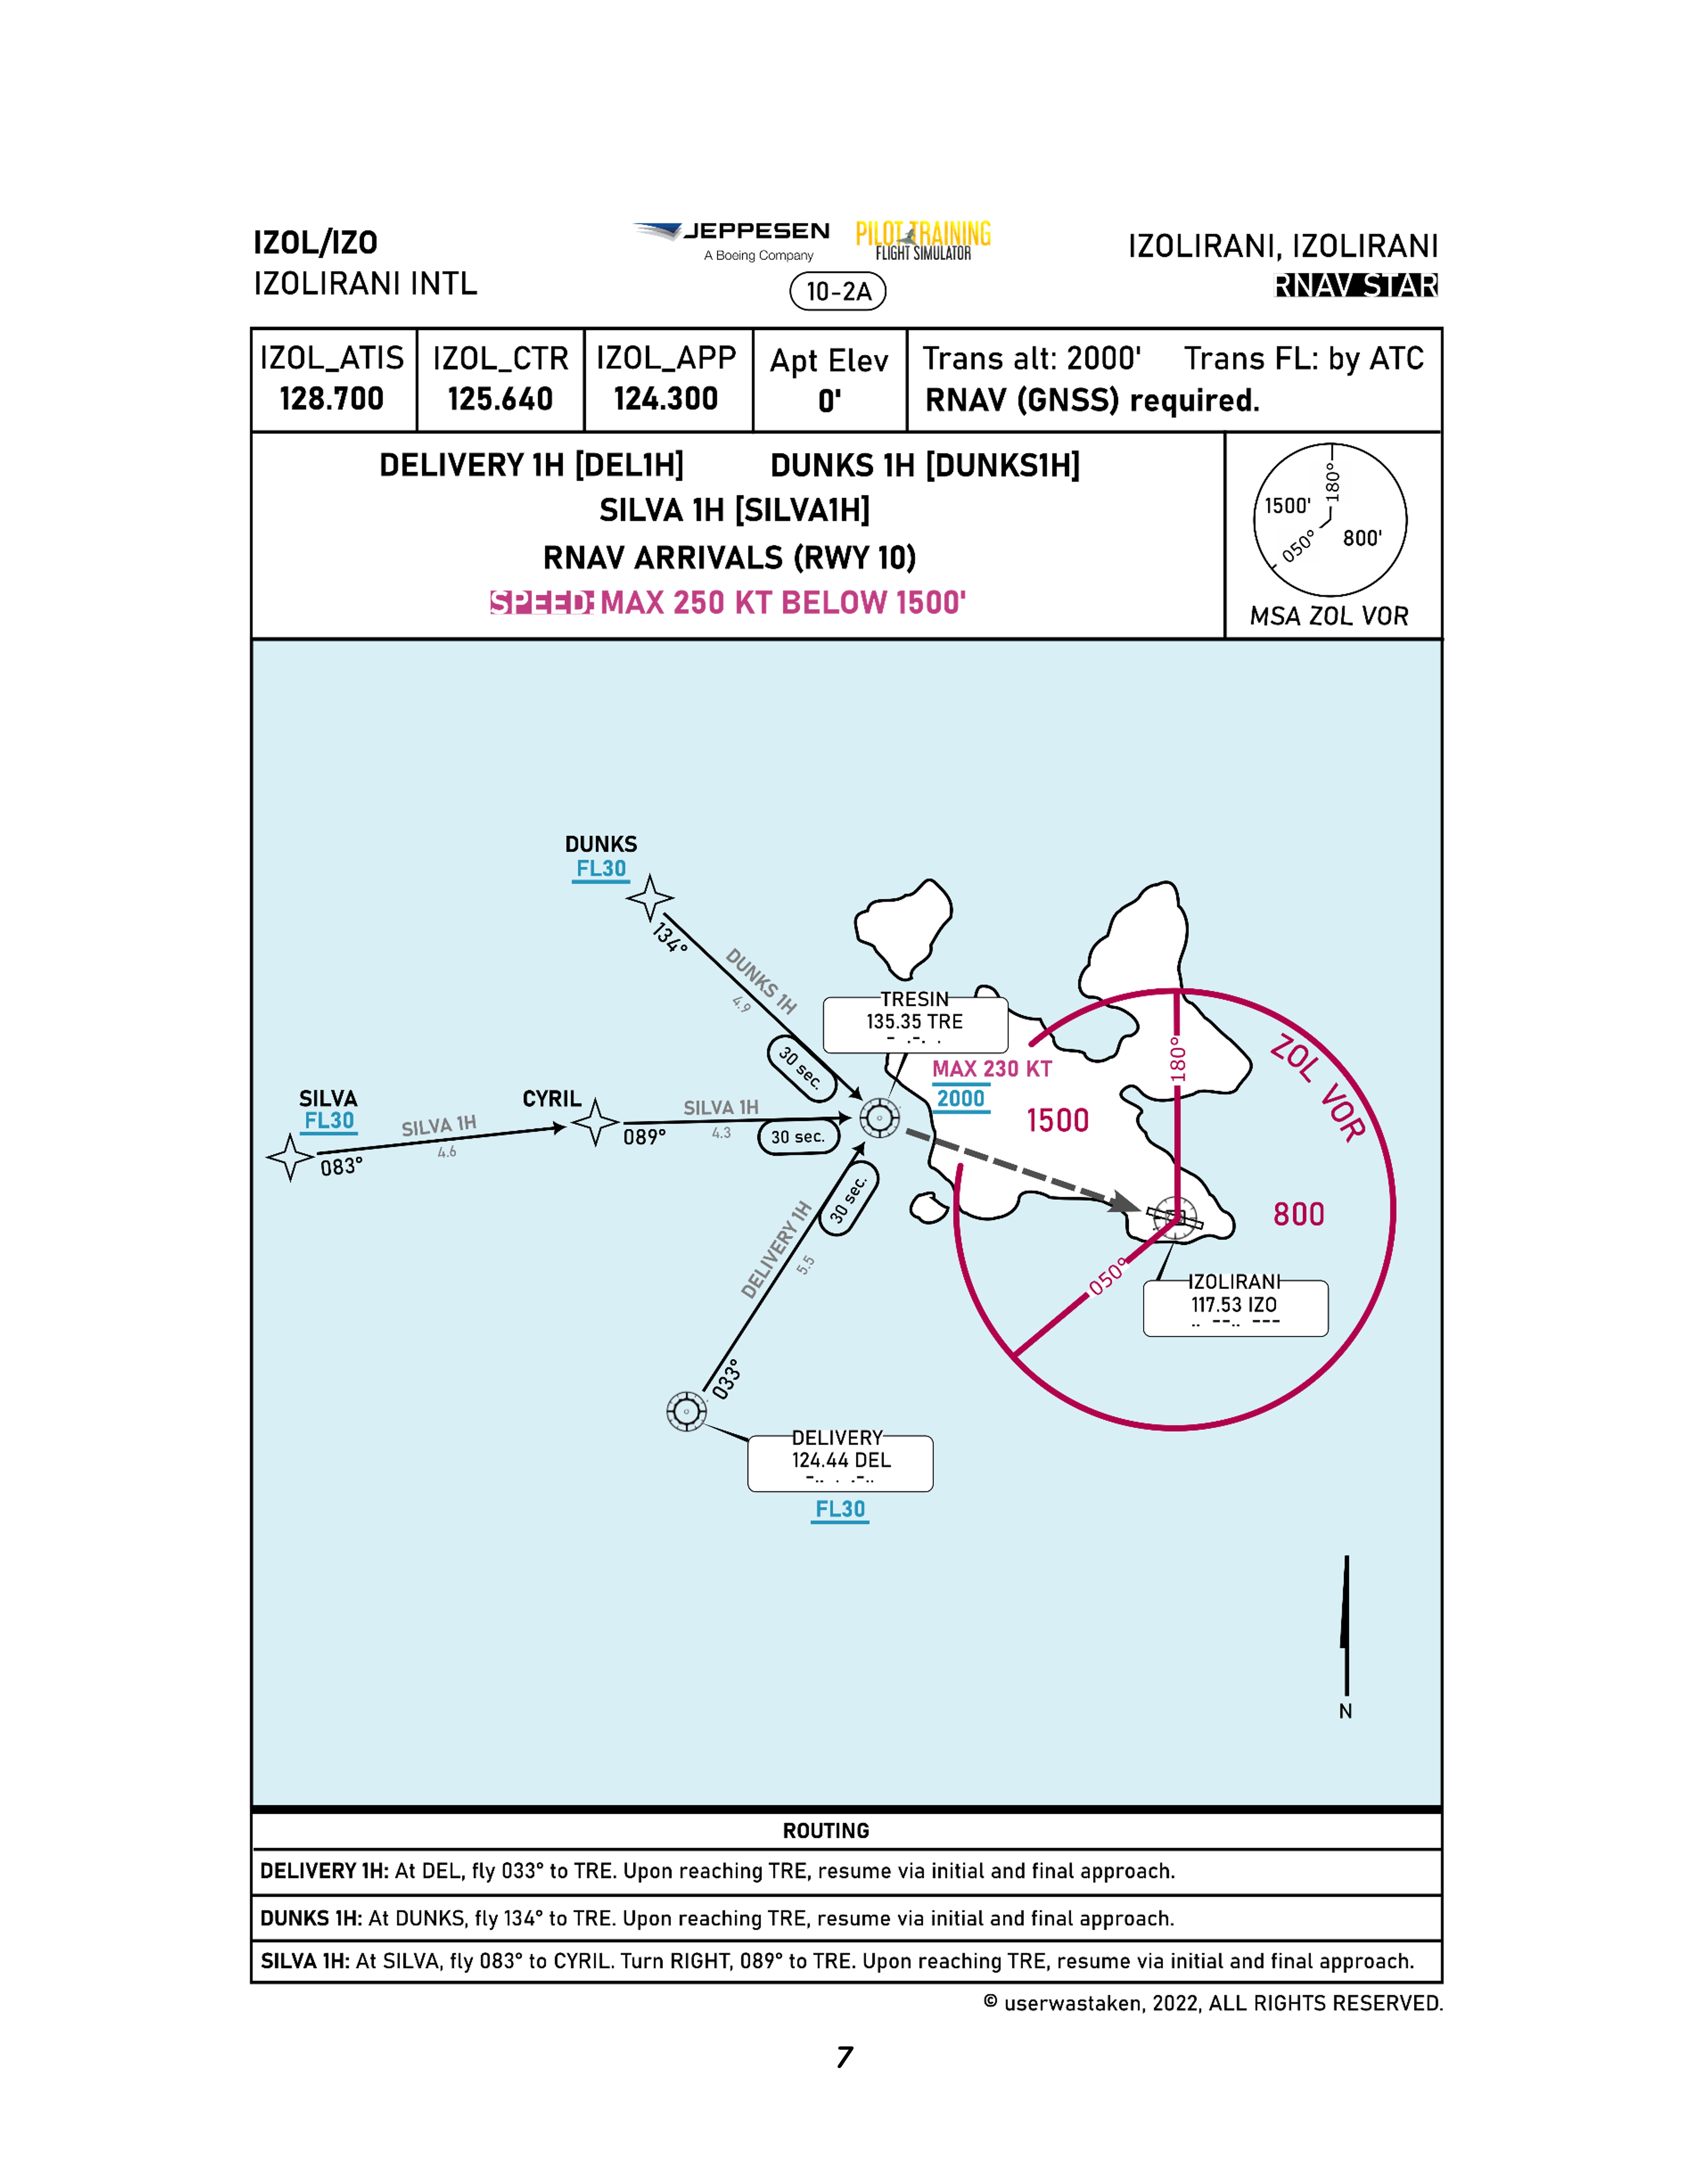 IZOL/IZO
IZOLIRANI INTL
JEPPESEN
A Boeing Company
PILOT TRAINING
FLIGHT SIMULATOR
10-2A
IZOLIRANI, IZOLIRANI
RNAV STAR
IZOL_ATIS
128.700
IZOL_CTR
125.640
IZOL_APP
124.300
Apt Elev
0'
Trans alt: 2000' Trans FL: by ATC
RNAV (GNSS) required.
DELIVERY 1H [DEL1H] DUNKS 1H [DUNKS1H]
SILVA 1H [SILVA1H]
RNAV ARRIVALS (RWY 10)
SPEED: MAX 250 KT BELOW 1500'
180°
1500'
050°
800'
MSA ZOL VOR
DUNKS
FL30
134°
DUNKS 1H
4.9
30 sec.
TRESIN
135.35 TRE
- .-. .
MAX 230 KT
2000
1500
180°
ZOL VOR
800
050°
SILVA
FL30
083°
SILVA 1H
4.6
CYRIL
089°
SILVA 1H
4.3
30 sec.
DELIVERY 1H
5.5
30 sec.
033°
IZOLIRANI
117.53 IZO
.. --.. ---
DELIVERY
124.44 DEL
-.. . .-..
FL30
N
ROUTING
DELIVERY 1H: At DEL, fly 033° to TRE. Upon reaching TRE, resume via initial and final approach.
DUNKS 1H: At DUNKS, fly 134° to TRE. Upon reaching TRE, resume via initial and final approach.
SILVA 1H: At SILVA, fly 083° to CYRIL. Turn RIGHT, 089° to TRE. Upon reaching TRE, resume via initial and final approach.
© userwastaken, 2022, ALL RIGHTS RESERVED.
7